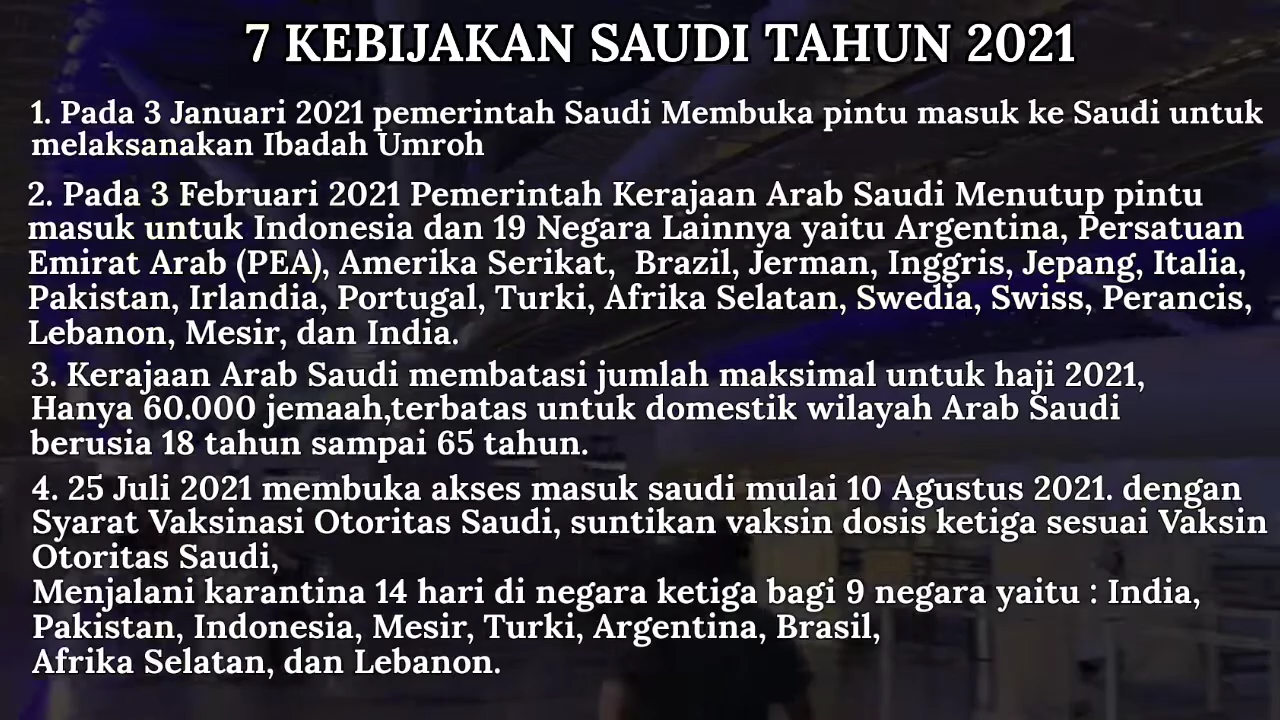 7 KEBIJAKAN SAUDI TAHUN 2021
1. Pada 3 Januari 2021 pemerintah Saudi Membuka pintu masuk ke Saudi untuk
melaksanakan Ibadah Umroh
2. Pada 3 Februari 2021 Pemerintah Kerajaan Arab Saudi Menutup pintu
masuk untuk Indonesia dan 19 Negara Lainnya yaitu Argentina, Persatuan
Emirat Arab (PEA), Amerika Serikat, Brazil, Jerman, Inggris, Jepang, Italia,
Pakistan, Irlandia, Portugal, Turki, Afrika Selatan, Swedia, Swiss, Perancis,
Lebanon, Mesir, dan India.
3. Kerajaan Arab Saudi membatasi jumlah maksimal untuk haji 2021,
Hanya 60.000 jemaah,terbatas untuk domestik wilayah Arab Saudi
berusia 18 tahun sampai 65 tahun.
4. 25 Juli 2021 membuka akses masuk saudi mulai 10 Agustus 2021. dengan
Syarat Vaksinasi Otoritas Saudi, suntikan vaksin dosis ketiga sesuai Vaksin
Otoritas Saudi,
Menjalani karantina 14 hari di negara ketiga bagi 9 negara yaitu : India,
Pakistan, Indonesia, Mesir, Turki, Argentina, Brasil,
Afrika Selatan, dan Lebanon.